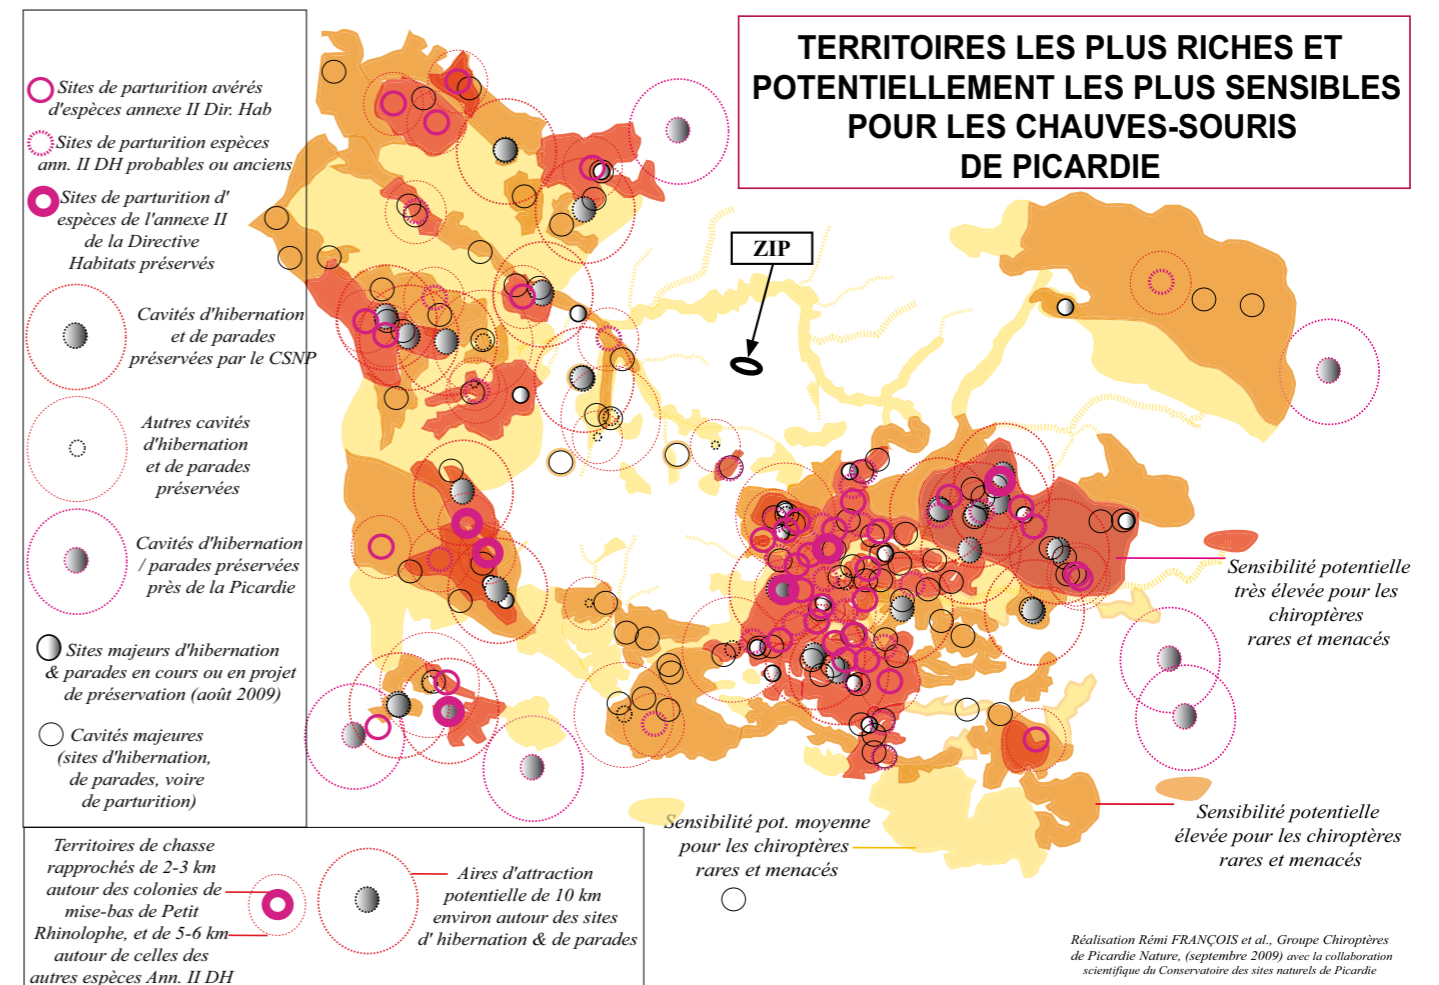 TERRITOIRES LES PLUS RICHES ET
POTENTIELLEMENT LES PLUS SENSIBLES
POUR LES CHAUVES-SOURIS
DE PICARDIE
Sites de parturition avérés
d'espèces annexe II Dir. Hab
Sites de parturition espèces
ann. II DH probables ou anciens
Sites de parturition d'
espèces de l'annexe II
de la Directive
Habitats préservés
Cavités d'hibernation
et de parades
préservées par le CSNP
Autres cavités
d'hibernation
et de parades
préservées
Cavités d'hibernation
/ parades préservées
près de la Picardie
Sites majeurs d'hibernation
& parades en cours ou en projet
de préservation (août 2009)
Cavités majeures
(sites d'hibernation,
de parades, voire
de parturition)
ZIP
Sensibilité potentielle
très élevée pour les
chiroptères
rares et menacés
Sensibilité potentielle
élevée pour les chiroptères
rares et menacés
Sensibilité pot. moyenne
pour les chiroptères
rares et menacés
Territoires de chasse
rapprochés de 2-3 km
autour des colonies de
mise-bas de Petit
Rhinolophe, et de 5-6 km
autour de celles des
autres espèces Ann. II DH
Aires d'attraction
potentielle de 10 km
environ autour des sites
d' hibernation & de parades
Réalisation Rémi FRANÇOIS et al., Groupe Chiroptères
de Picardie Nature, (septembre 2009) avec la collaboration
scientifique du Conservatoire des sites naturels de Picardie